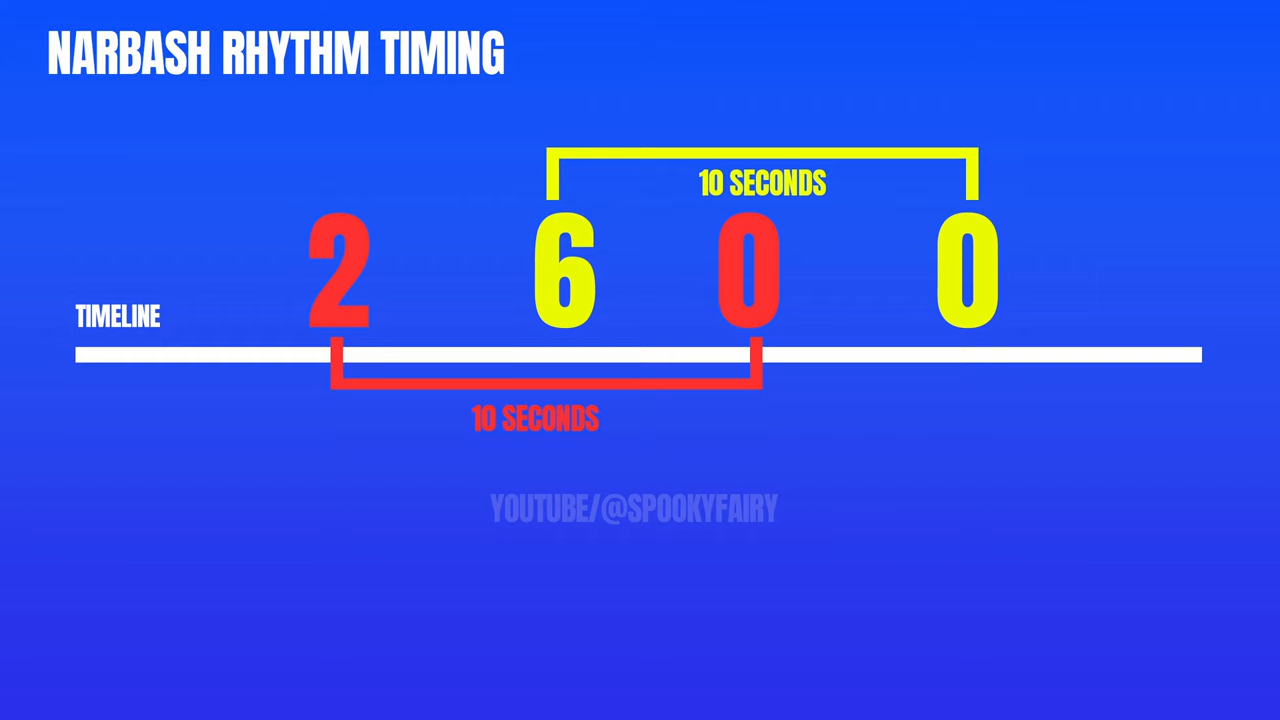 NARBASH RHYTHM TIMING
10 SECONDS
2 6 0 0
TIMELINE
10 SECONDS
YOUTUBE/@SPOOKYFAIRY